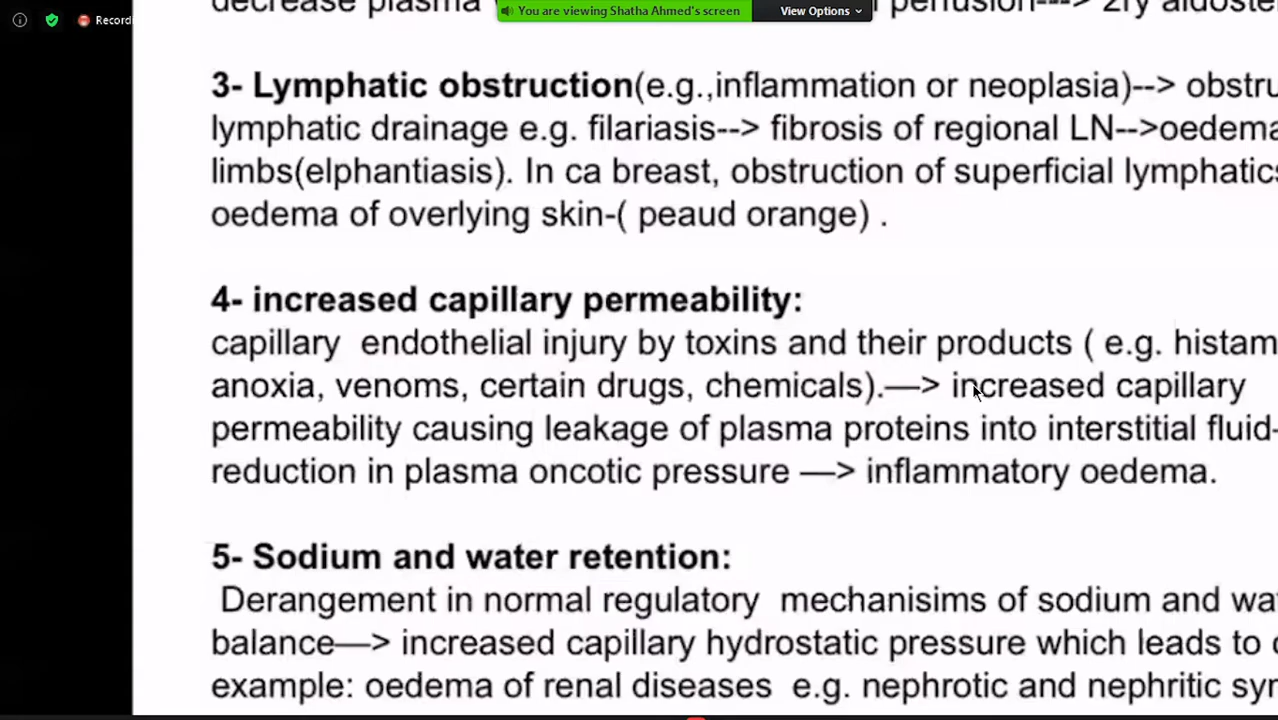 Recordi
You are viewing Shatha Ahmed's screen
View Options
decrease plasma perfusion---> 2ry aldoste
3- Lymphatic obstruction(e.g.,inflammation or neoplasia)--> obstru
lymphatic drainage e.g. filariasis--> fibrosis of regional LN-->oedema
limbs(elphantiasis). In ca breast, obstruction of superficial lymphatics
oedema of overlying skin-( peaud orange) .
4- increased capillary permeability:
capillary endothelial injury by toxins and their products ( e.g. histam
anoxia, venoms, certain drugs, chemicals).—> increased capillary
permeability causing leakage of plasma proteins into interstitial fluid-
reduction in plasma oncotic pressure —> inflammatory oedema.
5- Sodium and water retention:
Derangement in normal regulatory mechanisims of sodium and wa
balance—> increased capillary hydrostatic pressure which leads to
example: oedema of renal diseases e.g. nephrotic and nephritic syn